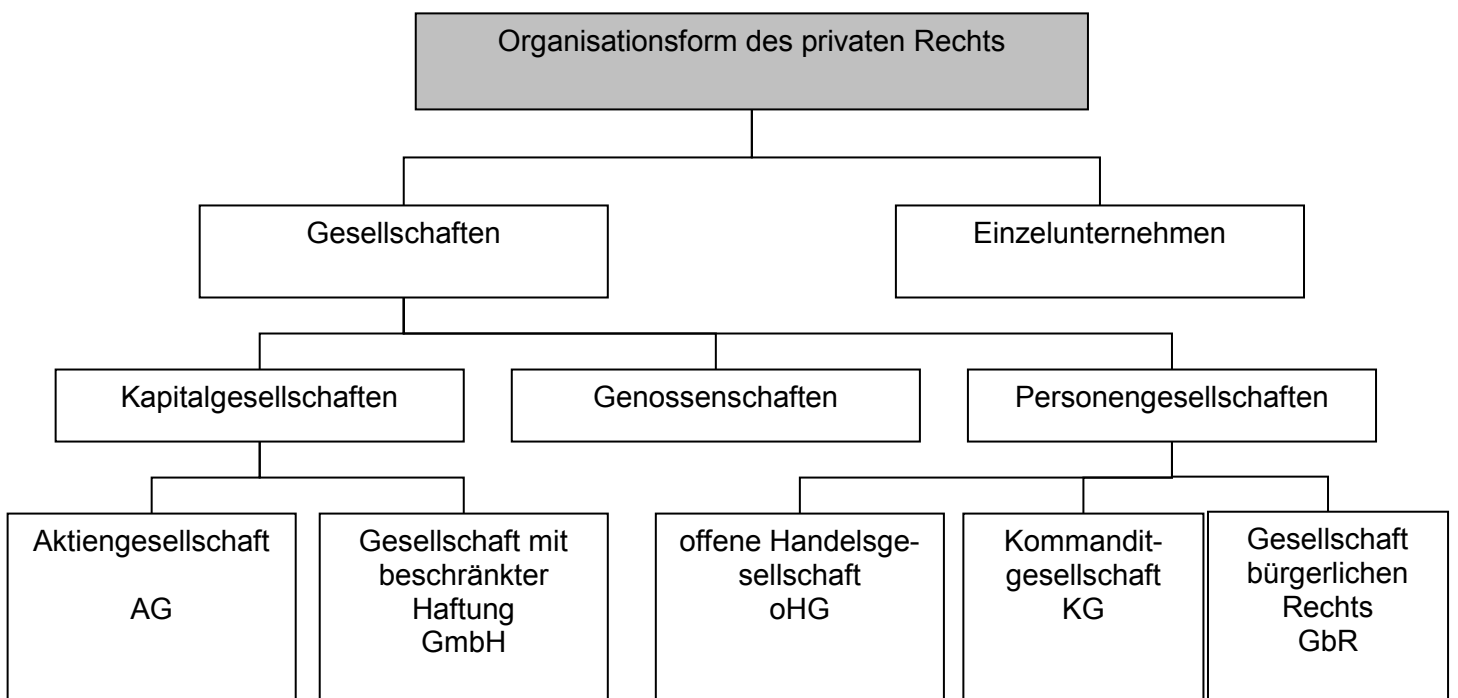 Organisationsform des privaten Rechts
Gesellschaften
Einzelunternehmen
Kapitalgesellschaften
Genossenschaften
Personengesellschaften
Aktiengesellschaft
AG
Gesellschaft mit
beschränkter
Haftung
GmbH
offene Handelsge-
sellschaft
oHG
Kommandit-
gesellschaft
KG
Gesellschaft
bürgerlichen
Rechts
GbR